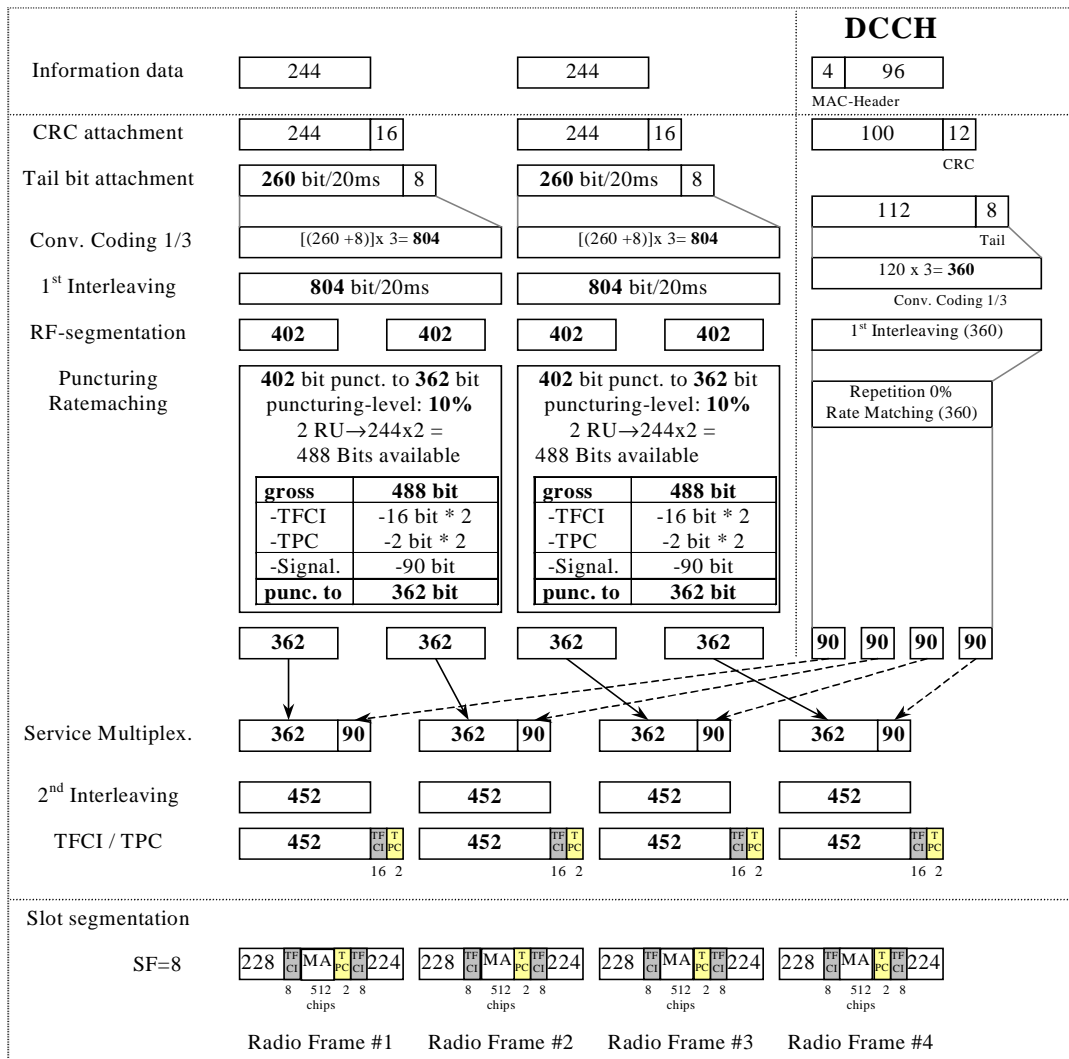 DCCH
Information data 244 244 4 96
MAC-Header
CRC attachment 244 16 244 16 100 12
CRC
Tail bit attachment 260 bit/20ms 8 260 bit/20ms 8
112 8
Tail
Conv. Coding 1/3 [(260 +8)]x 3= 804 [(260 +8)]x 3= 804
120 x 3= 360
Conv. Coding 1/3
1st Interleaving 804 bit/20ms 804 bit/20ms
RF-segmentation 402 402 402 402 1st Interleaving (360)
Puncturing
Ratemaching
402 bit punct. to 362 bit
puncturing-level: 10%
2 RU→244x2 =
488 Bits available
gross 488 bit
-TFCI -16 bit * 2
-TPC -2 bit * 2
-Signal. -90 bit
punc. to 362 bit
402 bit punct. to 362 bit
puncturing-level: 10%
2 RU→244x2 =
488 Bits available
gross 488 bit
-TFCI -16 bit * 2
-TPC -2 bit * 2
-Signal. -90 bit
punc. to 362 bit
Repetition 0%
Rate Matching (360)
362 362 362 362 90 90 90 90
Service Multiplex. 362 90 362 90 362 90 362 90
2nd Interleaving 452 452 452 452
TFCI / TPC 452 TF CI T PC 452 TF CI T PC 452 TF CI T PC 452 TF CI T PC
16 2 16 2 16 2 16 2
Slot segmentation
SF=8 228 TF CI MA T PC TF CI 224 228 TF CI MA T PC TF CI 224 228 TF CI MA T PC TF CI 224 228 TF CI MA T PC TF CI 224
8 512 2 8 8 512 2 8 8 512 2 8 8 512 2 8
chips chips chips chips
Radio Frame #1 Radio Frame #2 Radio Frame #3 Radio Frame #4